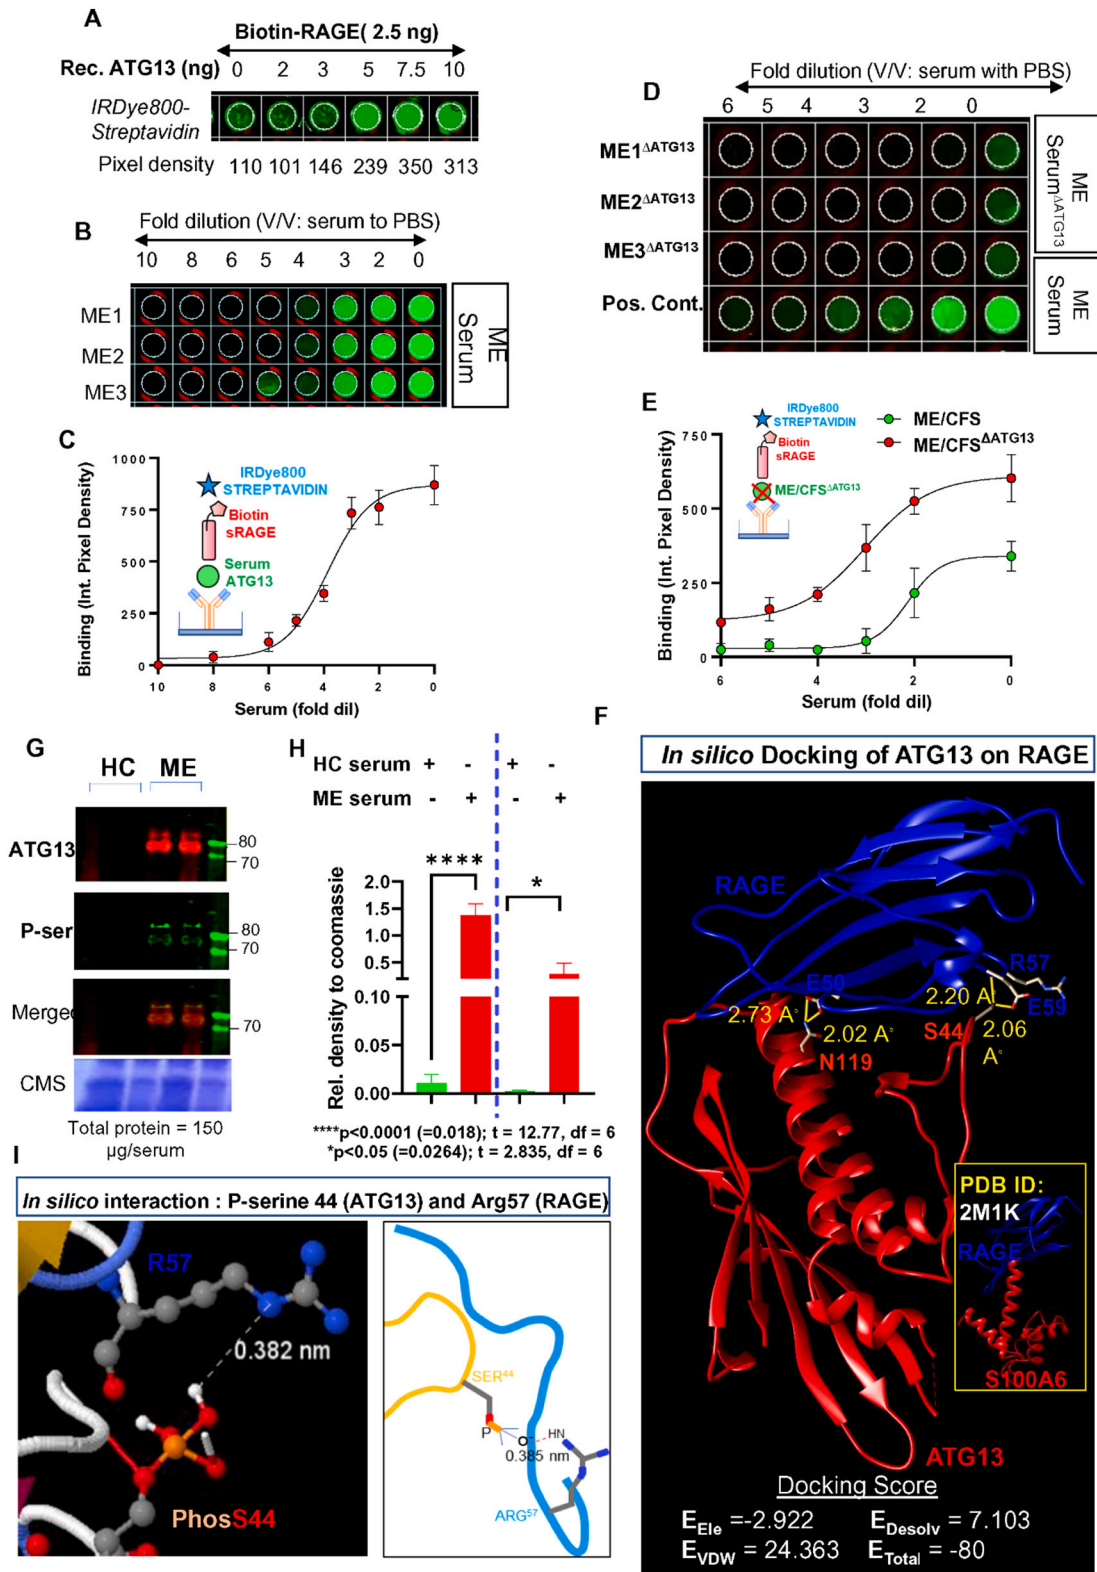 A
Biotin-RAGE( 2.5 ng)
Rec. ATG13 (ng) 0 2 3 5 7.5 10
IRDye800-
Streptavidin
Pixel density 110 101 146 239 350 313
B
Fold dilution (V/V: serum to PBS)
10 8 6 5 4 3 2 0
ME1
ME2
ME3
ME
Serum
C
Binding (Int. Pixel Density)
1000
750
500
250
0
10 8 6 4 2 0
Serum (fold dil)
IRDye800
STREPTAVIDIN
Biotin
sRAGE
Serum
ATG13
D
Fold dilution (V/V: serum with PBS)
6 5 4 3 2 0
ME1ΔATG13
ME2ΔATG13
ME3ΔATG13
Pos. Cont.
ME
SerumΔATG13
ME
Serum
E
Binding (Int. Pixel Density)
750
500
250
0
6 4 2 0
Serum (fold dil)
IRDye800
STREPTAVIDIN
Biotin
sRAGE
ME/CFSΔATG13
ME/CFS
ME/CFSΔATG13
F
In silico Docking of ATG13 on RAGE
RAGE
E50
R57
2.73 A°
2.20 A°
E59
2.02 A°
S44
2.06
A°
N119
PDB ID:
2M1K
RAGE
S100A6
ATG13
Docking Score
EEle =-2.922 EDesolv = 7.103
EVDW = 24.363 ETotal = -80
G
HC ME
ATG13
80
70
P-ser
80
70
Merged
70
CMS
Total protein = 150
µg/serum
H
HC serum + - + -
ME serum - + - +
Rel. density to coomassie
2.0
1.5
1.0
0.5
0.10
0.05
0.00
****
*
****p<0.0001 (=0.018); t = 12.77, df = 6
*p<0.05 (=0.0264); t = 2.835, df = 6
I
In silico interaction : P-serine 44 (ATG13) and Arg57 (RAGE)
R57
0.382 nm
PhosS44
SER44
P
O-
HN
0.385 nm
ARG57